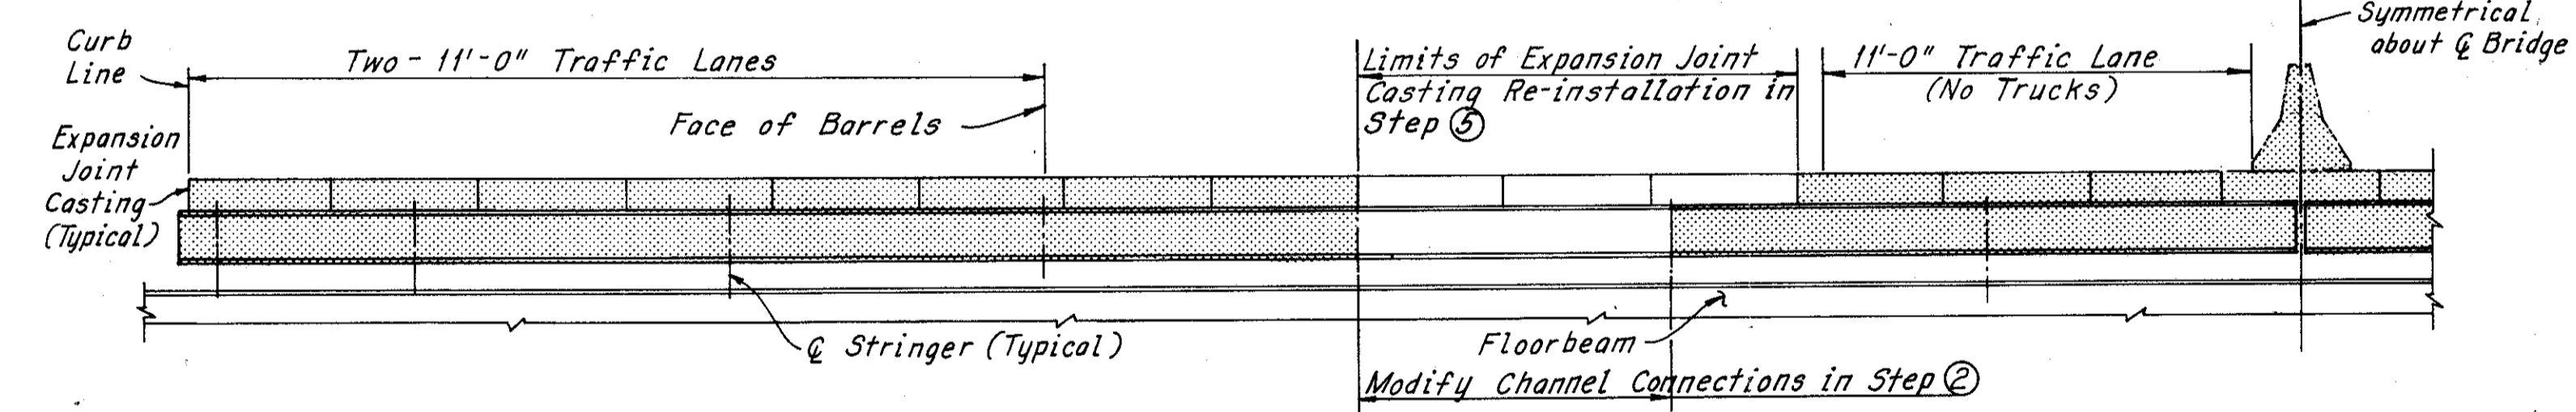 Curb
Line
Two - 11'-0" Traffic Lanes
Limits of Expansion Joint
Casting Re-installation in
Step ⑤
11'-0" Traffic Lane
(No Trucks)
Symmetrical
about ℄ Bridge
Face of Barrels
Expansion
Joint
Casting
(Typical)
℄ Stringer (Typical)
Floorbeam
Modify Channel Connections in Step ②